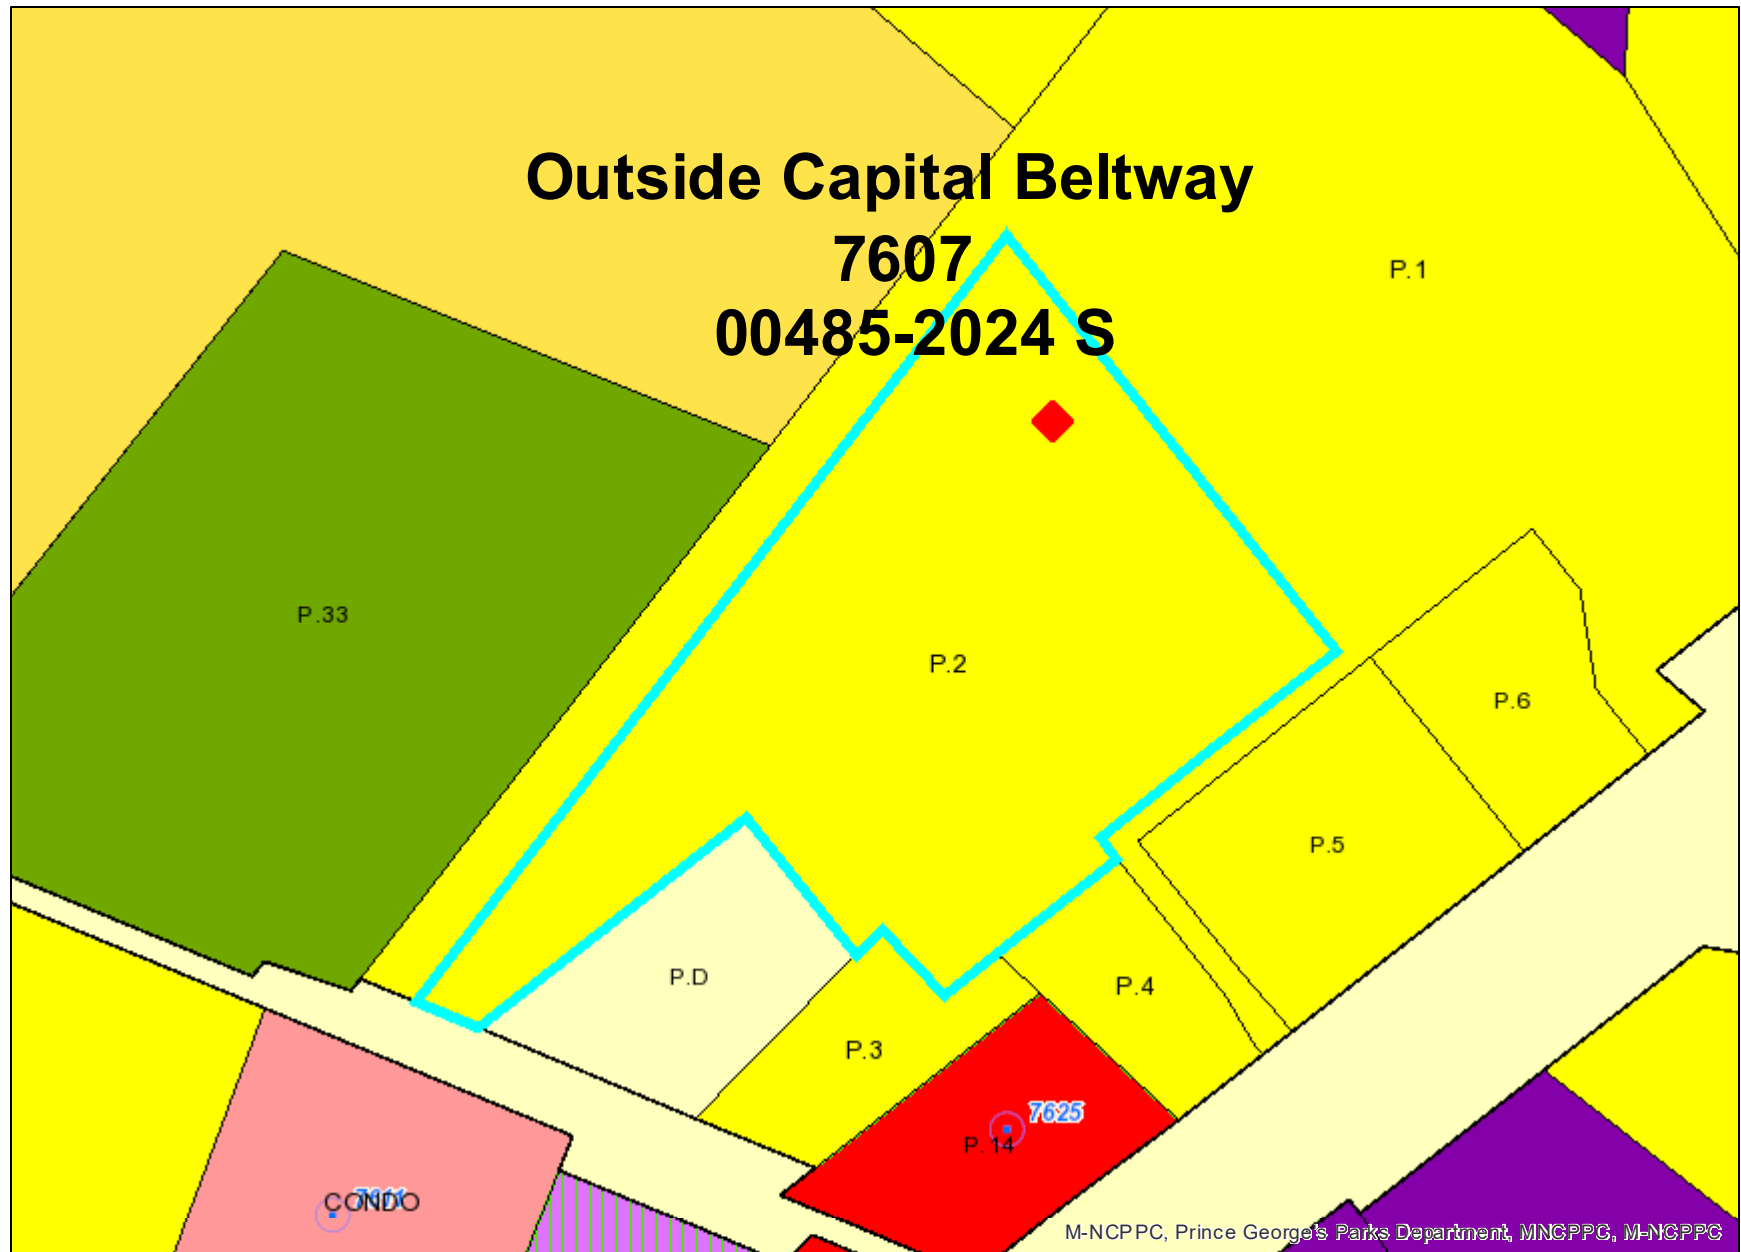 Outside Capital Beltway
7607
00485-2024 S
P.1
P.33
P.2
P.6
P.5
P.D
P.4
P.3
7625
P.14
CONDO
M-NCPPC, Prince George's Parks Department, MNCPPC, M-NCPPC